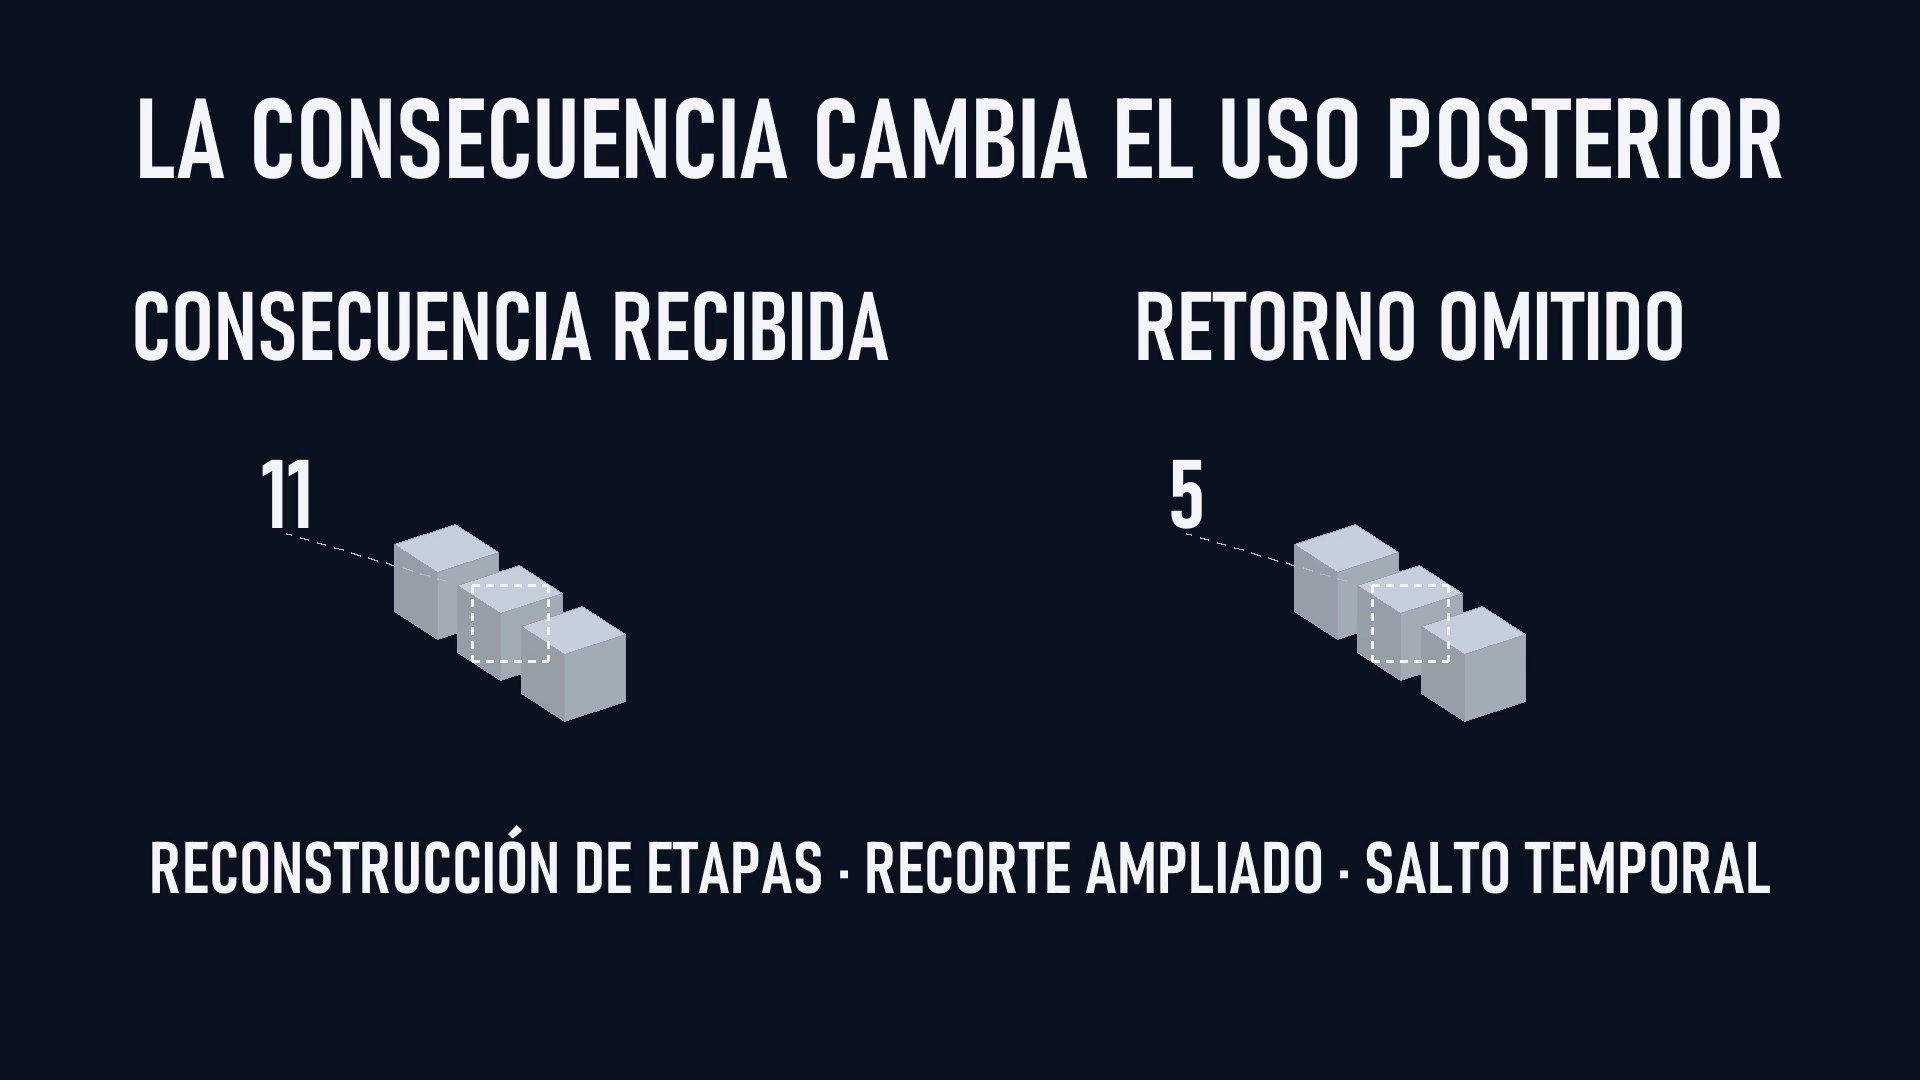 LA CONSECUENCIA CAMBIA EL USO POSTERIOR
CONSECUENCIA RECIBIDA
RETORNO OMITIDO
11
5
RECONSTRUCCIÓN DE ETAPAS · RECORTE AMPLIADO · SALTO TEMPORAL